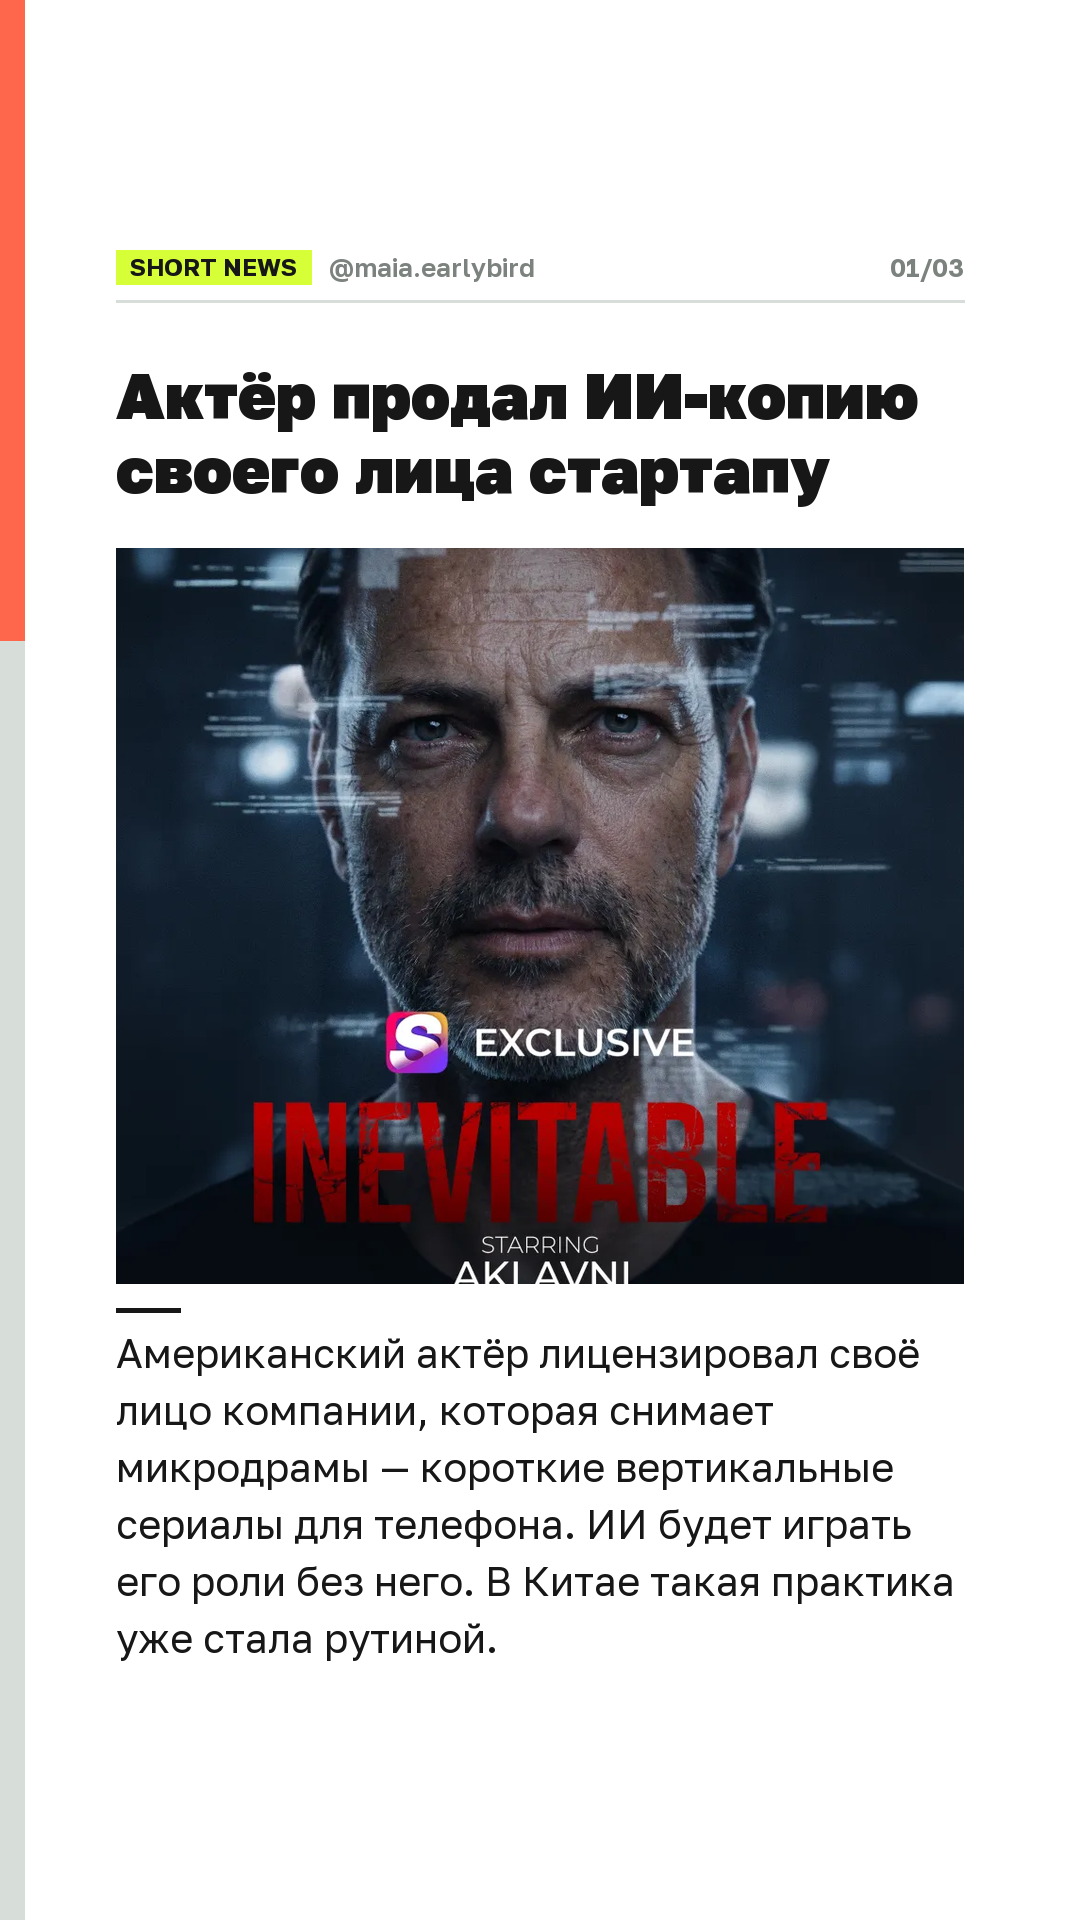 SHORT NEWS @maia.earlybird 01/03
Актёр продал ИИ-копию
своего лица стартапу
S EXCLUSIVE
INEVITABLE
STARRING
AKLAVNI
Американский актёр лицензировал своё
лицо компании, которая снимает
микродрамы — короткие вертикальные
сериалы для телефона. ИИ будет играть
его роли без него. В Китае такая практика
уже стала рутиной.